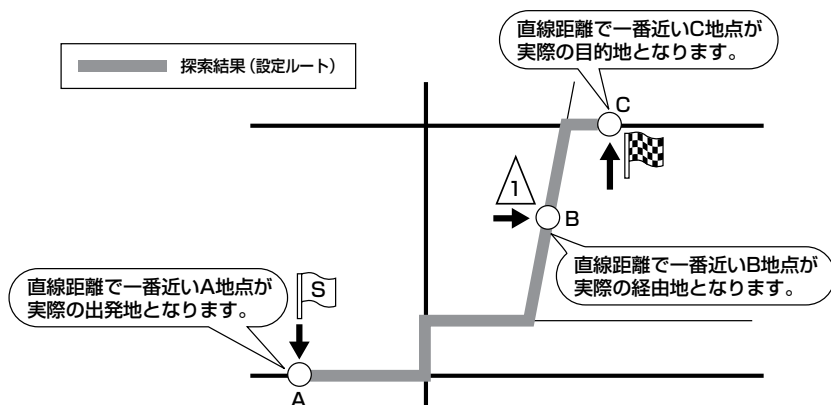 直線距離で一番近いC地点が
実際の目的地となります。
探索結果（設定ルート）
C
1
B
直線距離で一番近いB地点が
実際の経由地となります。
直線距離で一番近いA地点が
実際の出発地となります。
S
A